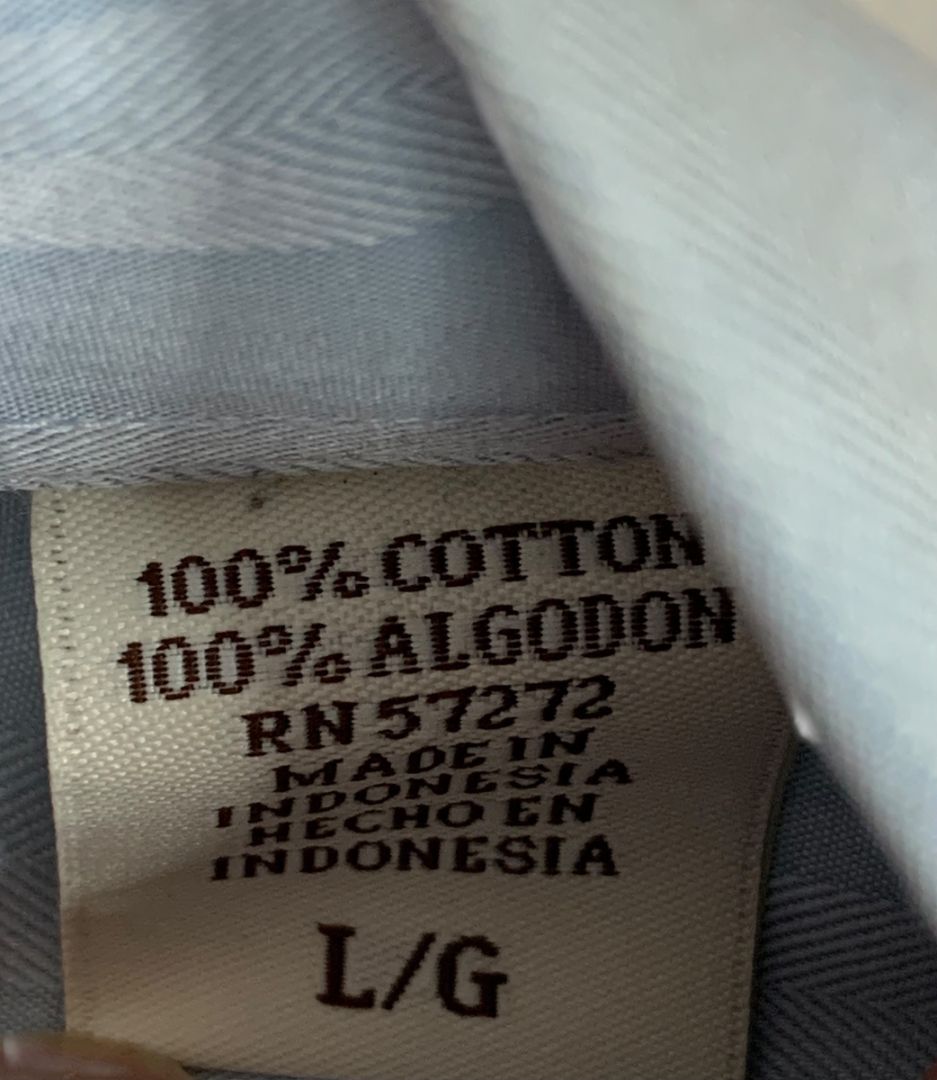 100% COTTON
100% ALGODON
RN 57272
MADE IN
INDONESIA
HECHO EN
INDONESIA
L/G